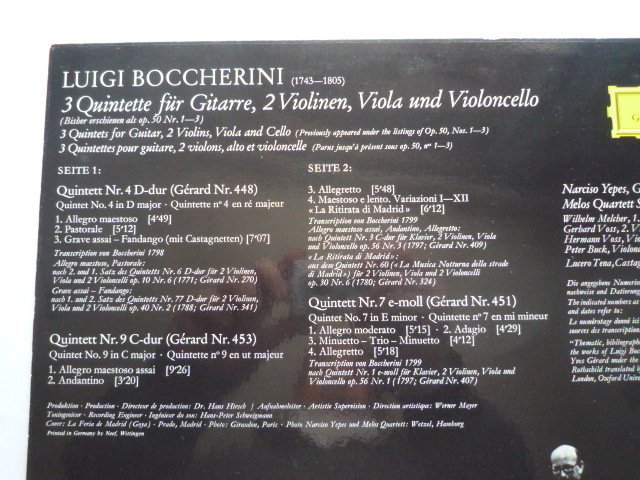 LUIGI BOCCHERINI (1743—1805)
3 Quintette für Gitarre, 2 Violinen, Viola und Violoncello
(Bisher erschienen als op. 50 Nr. 1—3)
3 Quintets for Guitar, 2 Violins, Viola and Cello (Previously appeared under the listings of Op. 50, Nos. 1—3)
3 Quintettes pour guitare, 2 violons, alto et violoncelle (Parus jusqu'à présent sous op. 50, nos 1—3)
SEITE 1:
Quintett Nr. 4 D-dur (Gérard Nr. 448)
Quintet No. 4 in D major · Quintette nº 4 en ré majeur
1. Allegro maestoso [4'49]
2. Pastorale [5'12]
3. Grave assai – Fandango (mit Castagnetten) [7'07]
Transcription von Boccherini 1798
Allegro maestoso, Pastorale:
nach 2. und 1. Satz des Quintetts Nr. 6 D-dur für 2 Violinen,
Viola und 2 Violoncelli op. 10 Nr. 6 (1771; Gérard Nr. 270)
Grave assai – Fandango:
nach 1. und 2. Satz des Quintetts Nr. 77 D-dur für 2 Violinen,
Viola und 2 Violoncelli op. 40 Nr. 2 (1788; Gérard Nr. 341)
Quintett Nr. 9 C-dur (Gérard Nr. 453)
Quintet No. 9 in C major · Quintette nº 9 en ut majeur
1. Allegro maestoso assai [9'26]
2. Andantino [3'20]
SEITE 2:
3. Allegretto [5'48]
4. Maestoso e lento. Variazioni I—XII
«La Ritirata di Madrid» [6'12]
Transcription von Boccherini 1799
Allegro maestoso assai, Andantino, Allegretto:
nach Quintett Nr. 3 C-dur für Klavier, 2 Violinen, Viola
und Violoncello op. 56 Nr. 3 (1797; Gérard Nr. 409)
«La Ritirata di Madrid»:
aus dem Quintett Nr. 60 («La Musica Notturna della strade
di Madrid») für 2 Violinen, Viola und 2 Violoncelli
op. 30 Nr. 6 (1780; Gérard Nr. 324)
Quintett Nr. 7 e-moll (Gérard Nr. 451)
Quintet No. 7 in E minor · Quintette nº 7 en mi mineur
1. Allegro moderato [5'15] · 2. Adagio [4'29]
3. Minuetto – Trio – Minuetto [4'12]
4. Allegretto [5'18]
Transcription von Boccherini 1799
nach Quintett Nr. 1 e-moll für Klavier, 2 Violinen, Viola und
Violoncello op. 56 Nr. 1 (1797; Gérard Nr. 407)
Narciso Yepes, G
Melos Quartett S
Wilhelm Melcher, 1.
Gerhard Voss, 2.
Hermann Voss, Viol
Peter Buck, Violonce
Lucero Tena, Castag
Die angegebene Numerier
nachweise und Datierung
The indicated numbers a
and dates refer to:
Le numérotage donné ici
sources des transcription
"Thematic, bibliograph
the works of Luigi Bocc
Yves Gérard under the
Rothschild translated b
London, Oxford Univer
Produktion · Production · Directeur de production: Dr. Hans Hirsch / Aufnahmeleiter · Artistic Supervision · Direction artistique: Werner Mayer
Toningenieur · Recording Engineer · Ingénieur du son: Hans-Peter Schweigmann
Cover: La Feria de Madrid (Goya) · Prado, Madrid · Photo: Giraudon, Paris · Photo Narciso Yepes und Melos Quartett: Wetzel, Hamburg
Printed in Germany by Neef, Wittingen